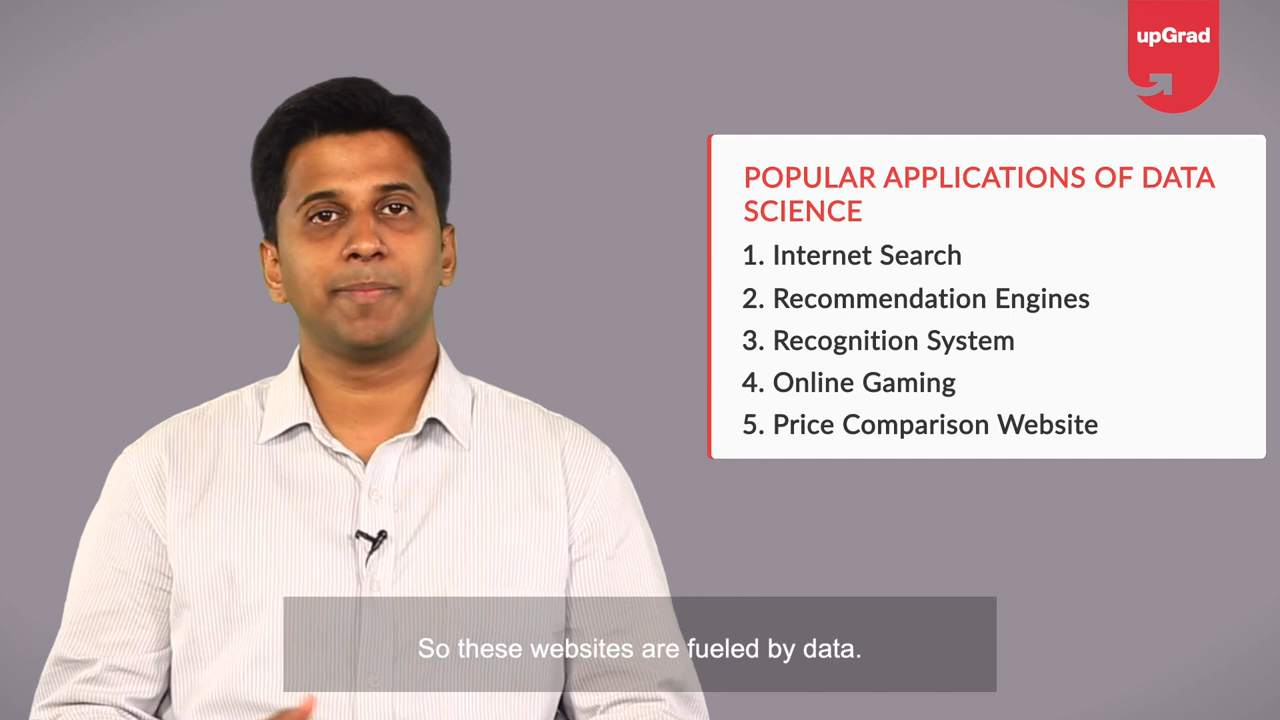 upGrad
POPULAR APPLICATIONS OF DATA
SCIENCE
1. Internet Search
2. Recommendation Engines
3. Recognition System
4. Online Gaming
5. Price Comparison Website
So these websites are fueled by data.